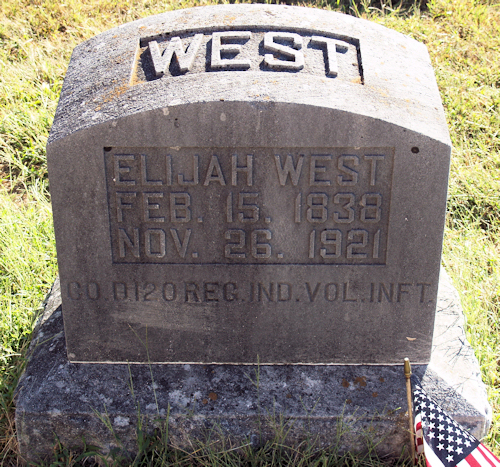 WEST
ELIJAH WEST
FEB. 15. 1838
NOV. 26. 1921
CO. D 120 REG. IND. VOL. INFT.